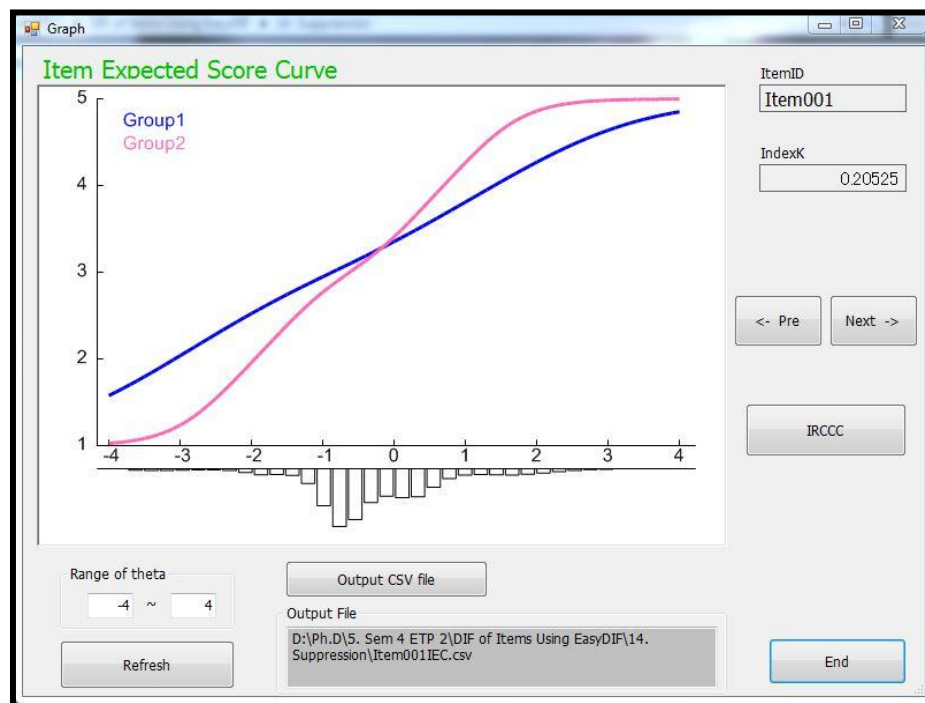 Graph
Item Expected Score Curve
5
4
3
2
1
Group1
Group2
-4 -3 -2 -1 0 1 2 3 4
ItemID
Item001
IndexK
0.20525
<- Pre
Next ->
IRCCC
Range of theta
-4 ~ 4
Refresh
Output CSV file
Output File
D:\Ph.D\5. Sem 4 ETP 2\DIF of Items Using EasyDIF\14.
Suppression\Item001IEC.csv
End